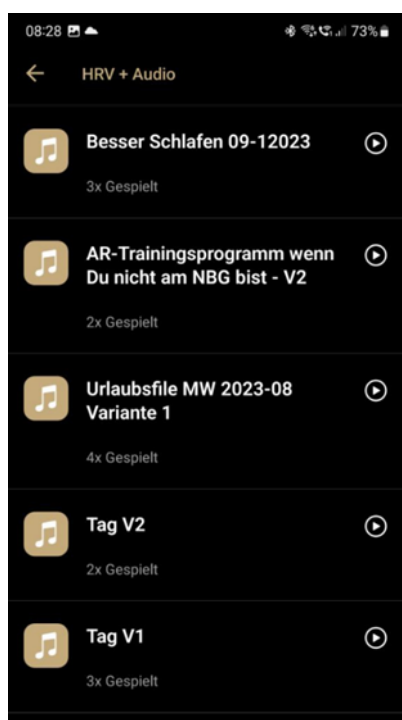 08:28
73%
HRV + Audio
Besser Schlafen 09-12023
3x Gespielt
AR-Trainingsprogramm wenn
Du nicht am NBG bist - V2
2x Gespielt
Urlaubsfile MW 2023-08
Variante 1
4x Gespielt
Tag V2
2x Gespielt
Tag V1
3x Gespielt